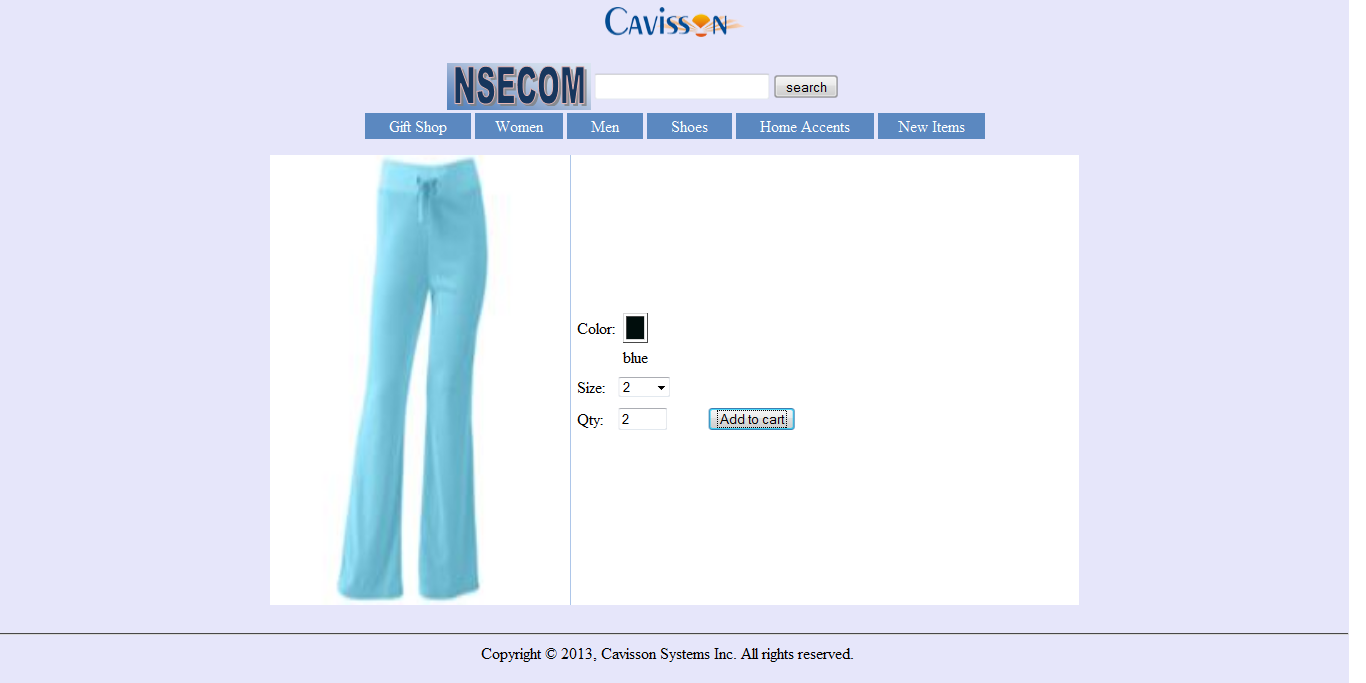 CAVISSON
NSECOM search
Gift Shop Women Men Shoes Home Accents New Items
Color:
blue
Size: 2
Qty: 2 Add to cart
Copyright © 2013, Cavisson Systems Inc. All rights reserved.